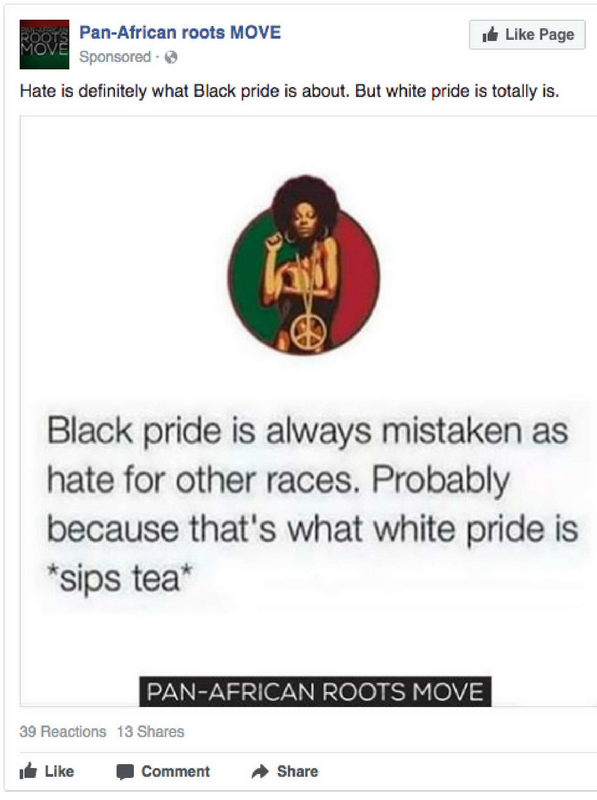 ROOTS
MOVE
Pan-African roots MOVE
Like Page
Sponsored ·
Hate is definitely what Black pride is about. But white pride is totally is.
Black pride is always mistaken as
hate for other races. Probably
because that's what white pride is
*sips tea*
PAN-AFRICAN ROOTS MOVE
39 Reactions 13 Shares
Like Comment Share